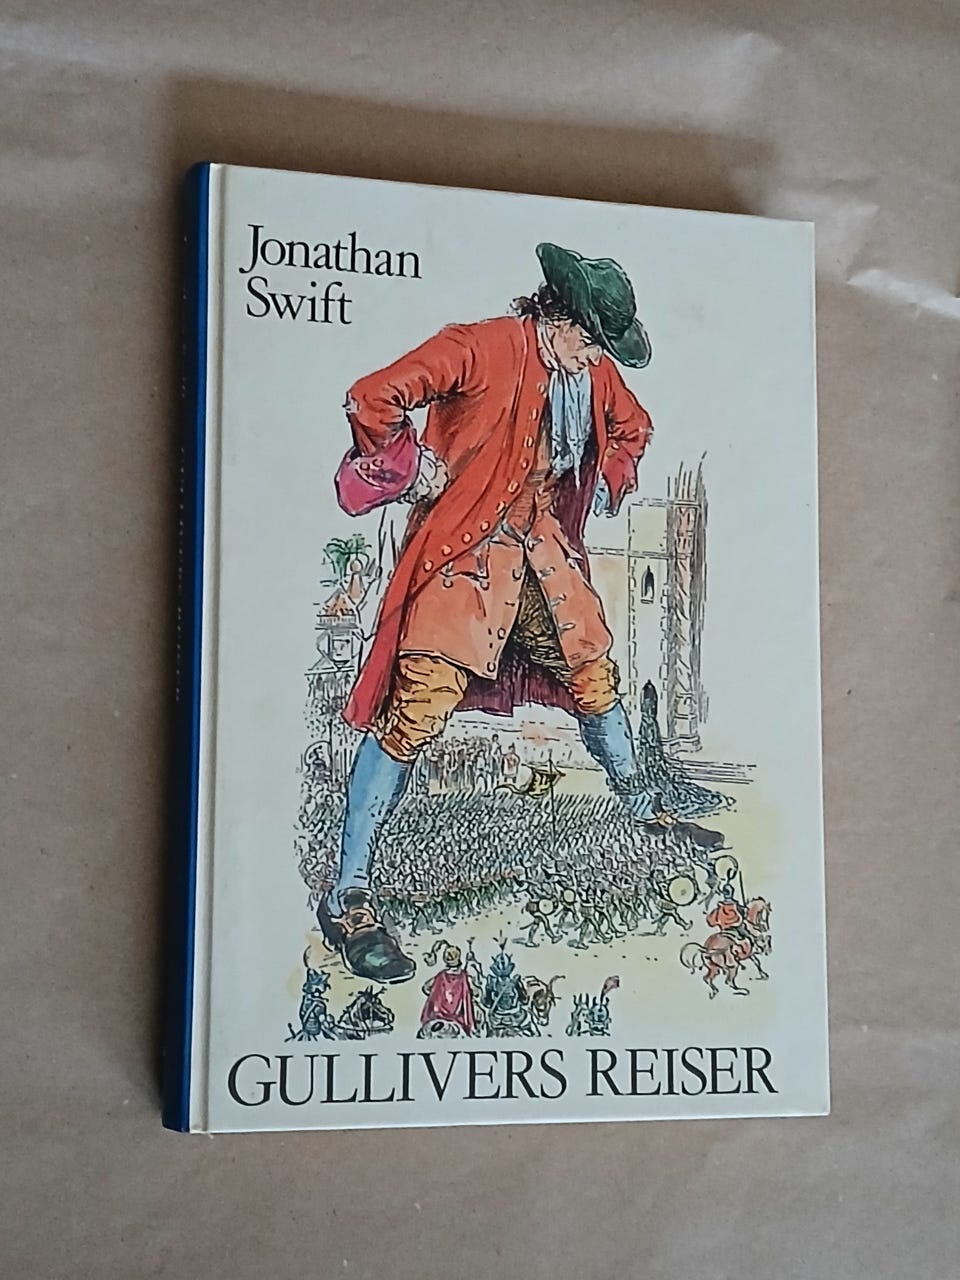 Jonathan
Swift
GULLIVERS REISER